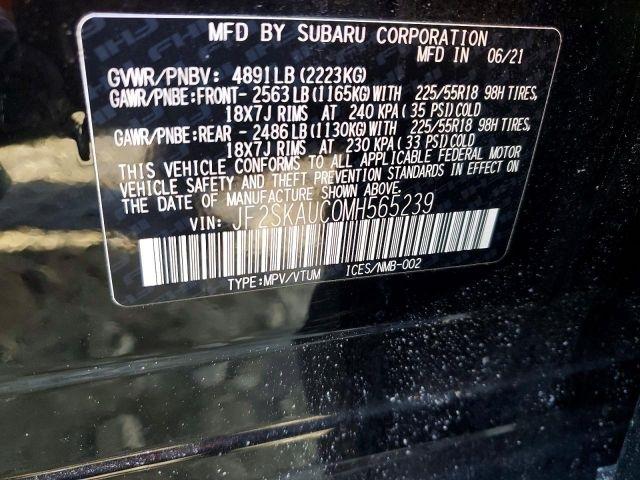 MFD BY SUBARU CORPORATION
MFD IN 06/21
GVWR/PNBV: 4891LB(2223KG)
GAWR/PNBE:FRONT- 2563LB(1165KG)WITH 225/55R18 98H TIRES,
18X7J RIMS AT 240 KPA(35 PSI)COLD
GAWR/PNBE:REAR - 2486LB(1130KG)WITH 225/55R18 98H TIRES,
18X7J RIMS AT 230 KPA(33 PSI)COLD
THIS VEHICLE CONFORMS TO ALL APPLICABLE FEDERAL MOTOR
VEHICLE SAFETY AND THEFT PREVENTION STANDARDS IN EFFECT ON
THE DATE OF MANUFACTURE SHOWN ABOVE.
VIN: JF2SKAUC0MH565239
TYPE:MPV/VTUM ICES/NMB-002